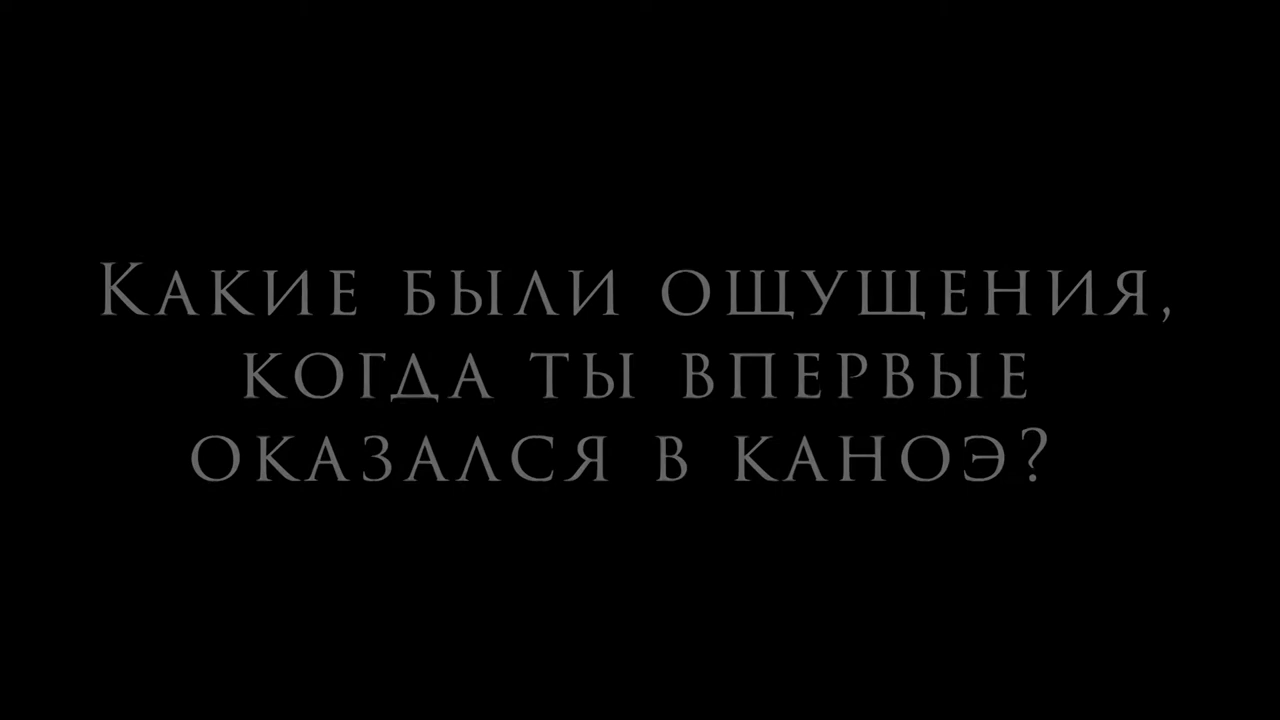 Какие были ощущения,
когда ты впервые
оказался в каноэ?